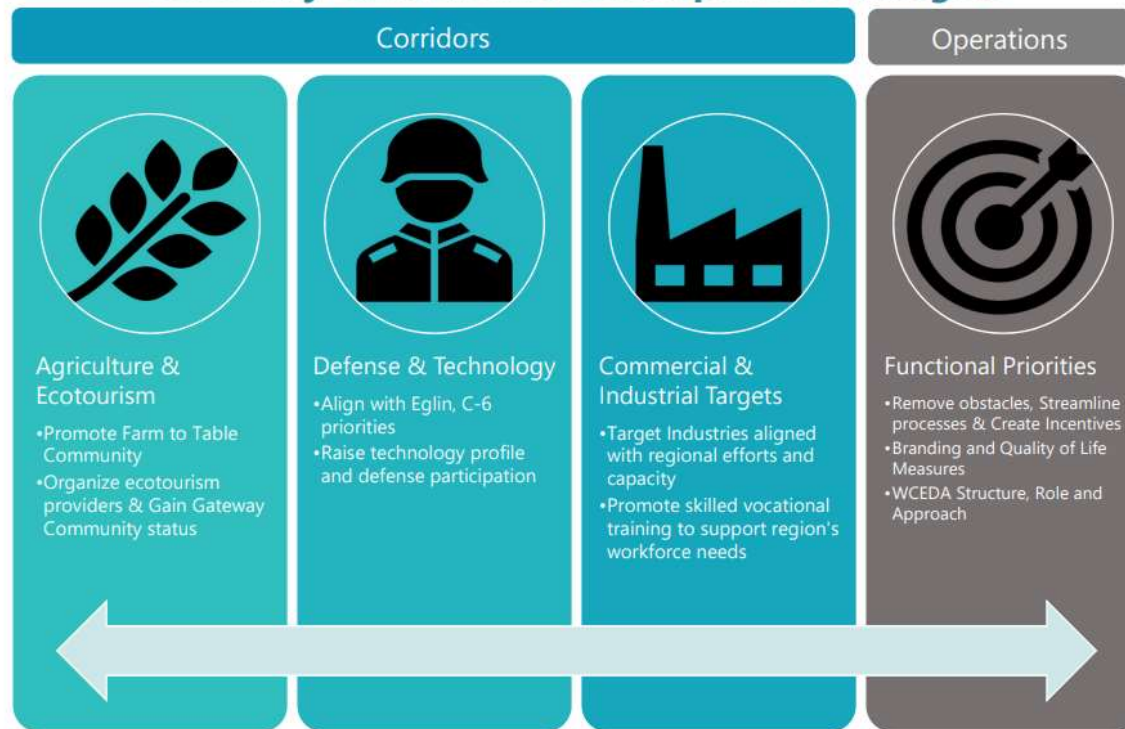 Corridors
Operations
Agriculture &
Ecotourism
•Promote Farm to Table
Community
•Organize ecotourism
providers & Gain Gateway
Community status
Defense & Technology
•Align with Eglin, C-6
priorities
•Raise technology profile
and defense participation
Commercial &
Industrial Targets
•Target Industries aligned
with regional efforts and
capacity
•Promote skilled vocational
training to support region's
workforce needs
Functional Priorities
•Remove obstacles, Streamline
processes & Create Incentives
•Branding and Quality of Life
Measures
•WCEDA Structure, Role and
Approach